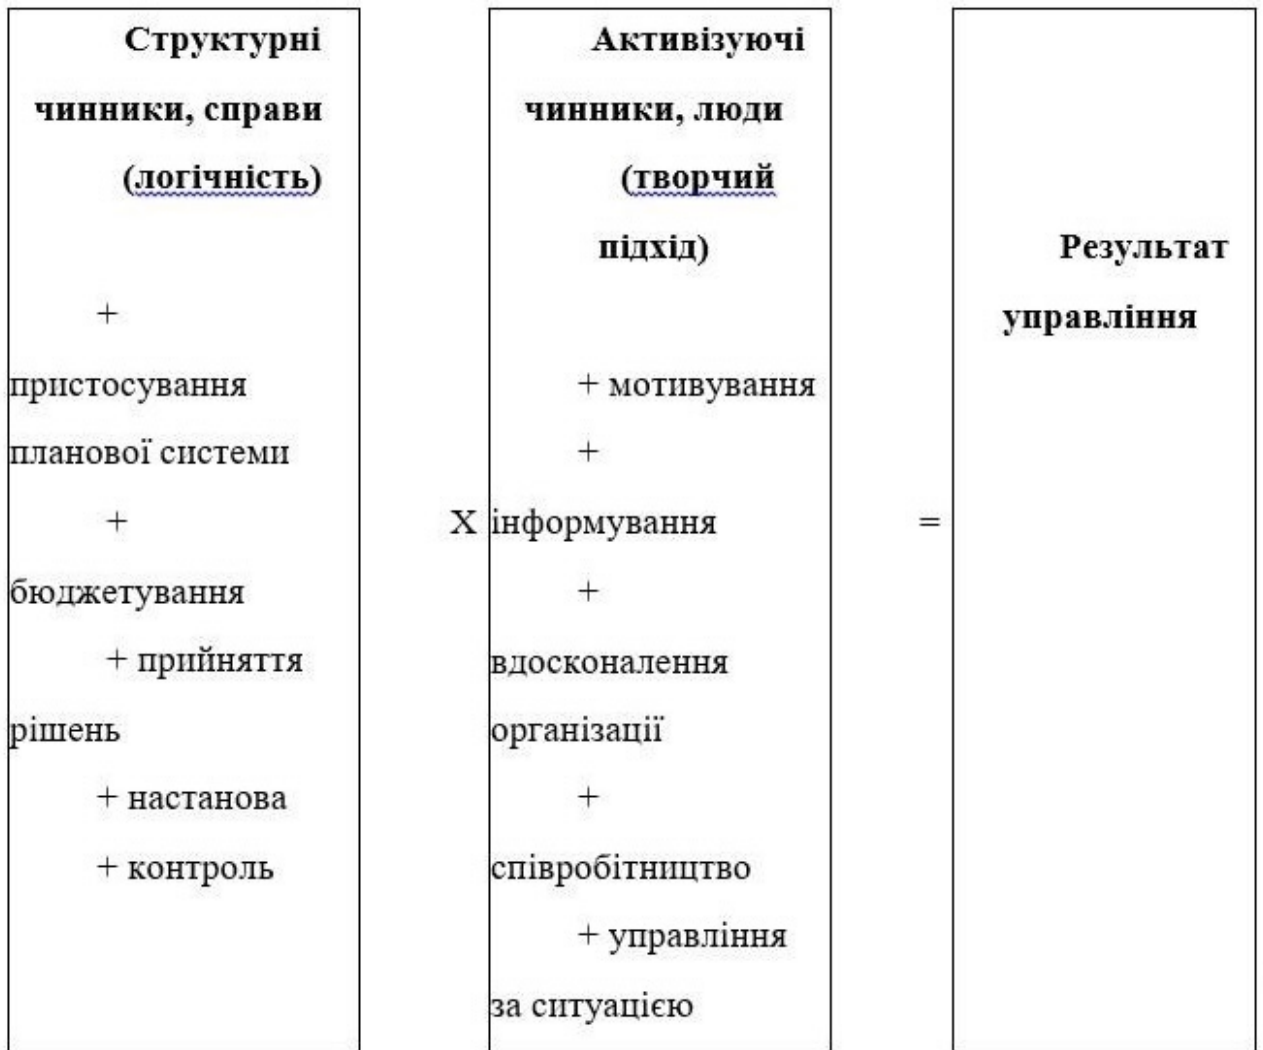 Структурні
чинники, справи
(логічність)
+
пристосування
планової системи
+
бюджетування
+ прийняття
рішень
+ настанова
+ контроль
X
Активізуючі
чинники, люди
(творчий
підхід)
+ мотивування
+
інформування
+
вдосконалення
організації
+
співробітництво
+ управління
за ситуацією
=
Результат
управління